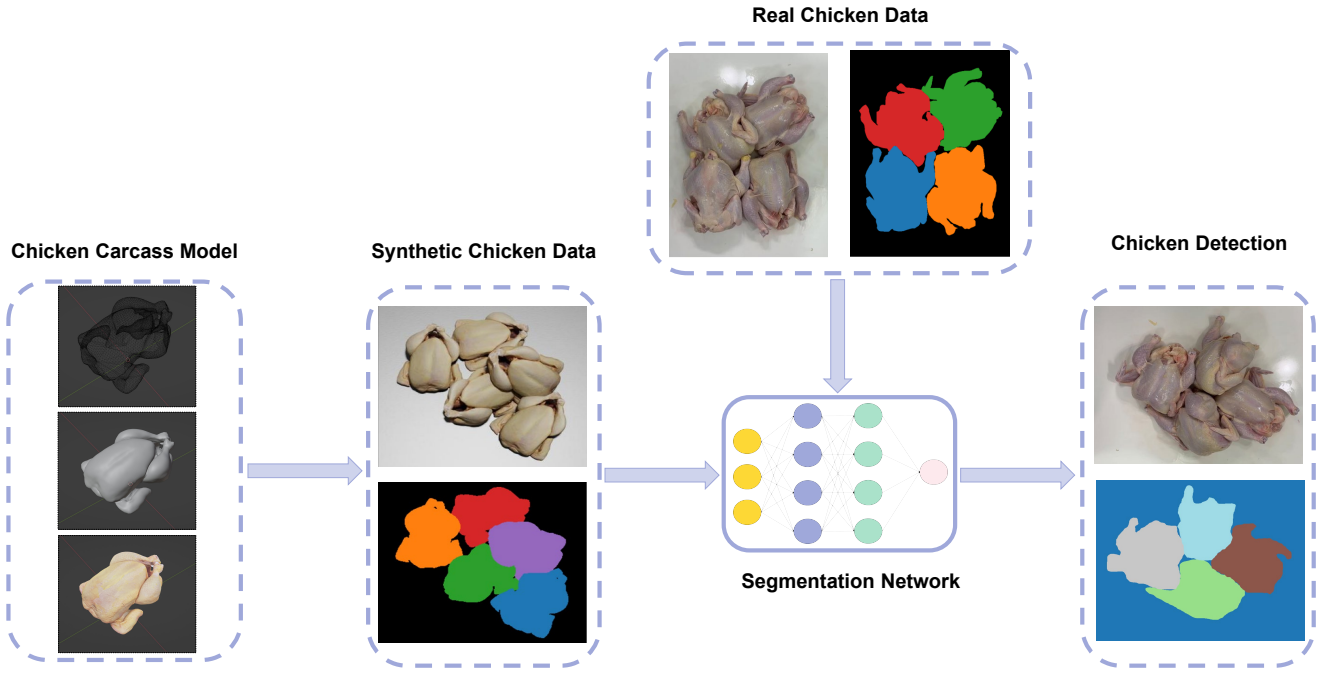 Real Chicken Data
Chicken Carcass Model
Synthetic Chicken Data
Chicken Detection
Segmentation Network